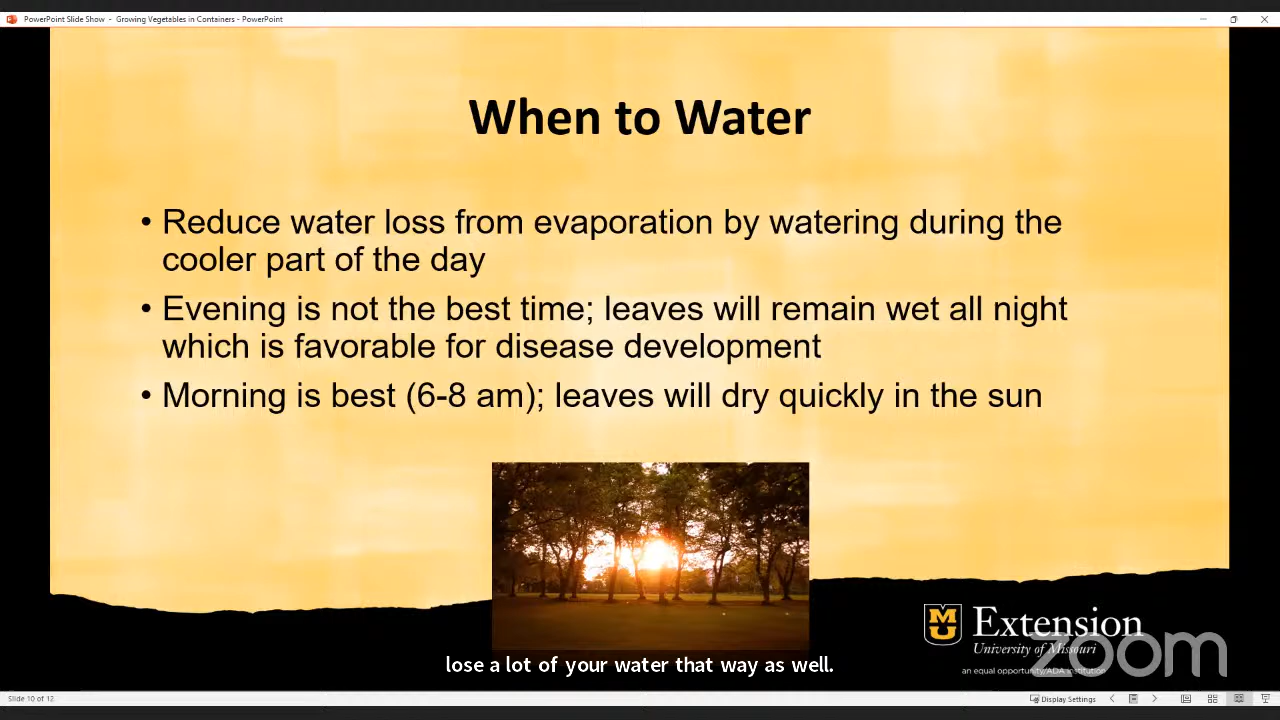 PowerPoint Slide Show - Growing Vegetables in Containers - PowerPoint
When to Water
• Reduce water loss from evaporation by watering during the
cooler part of the day
• Evening is not the best time; leaves will remain wet all night
which is favorable for disease development
• Morning is best (6-8 am); leaves will dry quickly in the sun
MU
Extension
University of Missouri
an equal opportunity/ADA institution
zoom
lose a lot of your water that way as well.
Slide 10 of 12
Display Settings